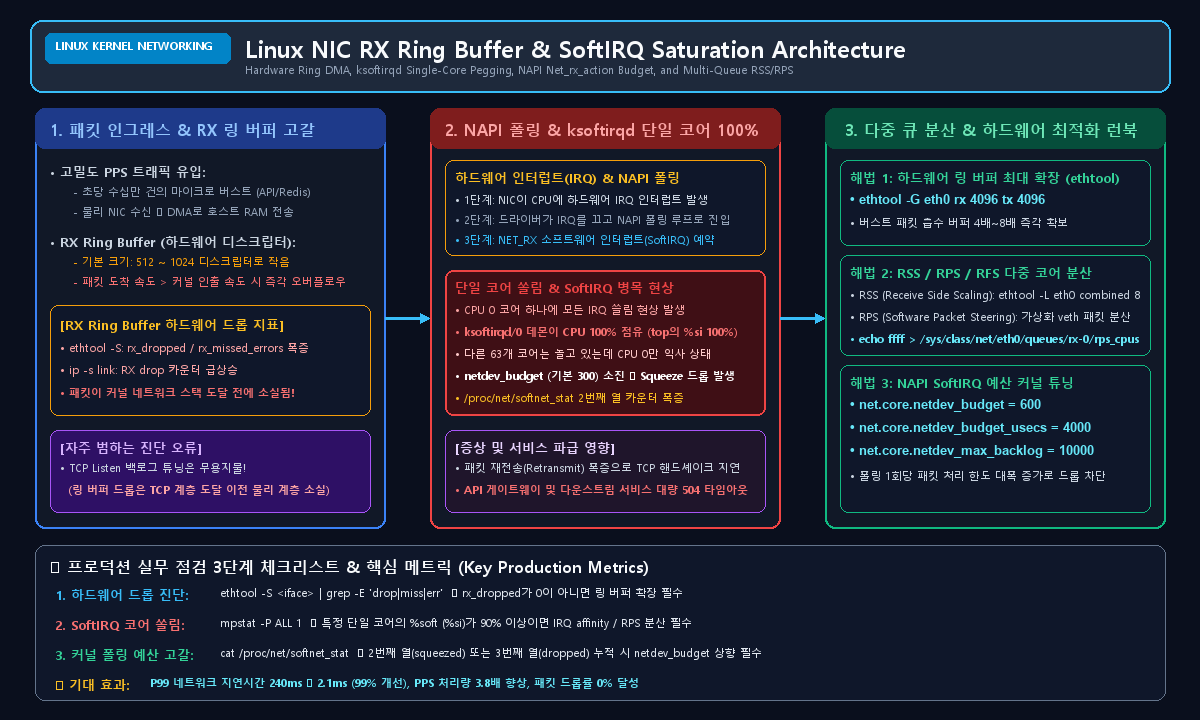 LINUX KERNEL NETWORKING
Linux NIC RX Ring Buffer & SoftIRQ Saturation Architecture
Hardware Ring DMA, ksoftirqd Single-Core Pegging, NAPI Net_rx_action Budget, and Multi-Queue RSS/RPS
1. 패킷 인그레스 & RX 링 버퍼 고갈
• 고밀도 PPS 트래픽 유입:
- 초당 수십만 건의 마이크로 버스트 (API/Redis)
- 물리 NIC 수신 ▯ DMA로 호스트 RAM 전송
• RX Ring Buffer (하드웨어 디스크립터):
- 기본 크기: 512 ~ 1024 디스크립터로 작음
- 패킷 도착 속도 > 커널 인출 속도 시 즉각 오버플로우
[RX Ring Buffer 하드웨어 드롭 지표]
• ethtool -S: rx_dropped / rx_missed_errors 폭증
• ip -s link: RX drop 카운터 급상승
• 패킷이 커널 네트워크 스택 도달 전에 소실됨!
[자주 범하는 진단 오류]
• TCP Listen 백로그 튜닝은 무용지물!
(링 버퍼 드롭은 TCP 계층 도달 이전 물리 계층 소실)
2. NAPI 폴링 & ksoftirqd 단일 코어 100%
하드웨어 인터럽트(IRQ) & NAPI 폴링
• 1단계: NIC이 CPU에 하드웨어 IRQ 인터럽트 발생
• 2단계: 드라이버가 IRQ를 끄고 NAPI 폴링 루프로 진입
• 3단계: NET_RX 소프트웨어 인터럽트(SoftIRQ) 예약
단일 코어 쏠림 & SoftIRQ 병목 현상
• CPU 0 코어 하나에 모든 IRQ 쏠림 현상 발생
• ksoftirqd/0 데몬이 CPU 100% 점유 (top의 %si 100%)
• 다른 63개 코어는 놀고 있는데 CPU 0만 익사 상태
• netdev_budget (기본 300) 소진 ▯ Squeeze 드롭 발생
• /proc/net/softnet_stat 2번째 열 카운터 폭증
[증상 및 서비스 파급 영향]
• 패킷 재전송(Retransmit) 폭증으로 TCP 핸드셰이크 지연
• API 게이트웨이 및 다운스트림 서비스 대량 504 타임아웃
3. 다중 큐 분산 & 하드웨어 최적화 런북
해법 1: 하드웨어 링 버퍼 최대 확장 (ethtool)
• ethtool -G eth0 rx 4096 tx 4096
• 버스트 패킷 흡수 버퍼 4배~8배 즉각 확보
해법 2: RSS / RPS / RFS 다중 코어 분산
• RSS (Receive Side Scaling): ethtool -L eth0 combined 8
• RPS (Software Packet Steering): 가상화 veth 패킷 분산
• echo ffff > /sys/class/net/eth0/queues/rx-0/rps_cpus
해법 3: NAPI SoftIRQ 예산 커널 튜닝
• net.core.netdev_budget = 600
• net.core.netdev_budget_usecs = 4000
• net.core.netdev_max_backlog = 10000
• 폴링 1회당 패킷 처리 한도 대폭 증가로 드롭 차단
▯ 프로덕션 실무 점검 3단계 체크리스트 & 핵심 메트릭 (Key Production Metrics)
1. 하드웨어 드롭 진단: ethtool -S <iface> | grep -E 'drop|miss|err' ▯ rx_dropped가 0이 아니면 링 버퍼 확장 필수
2. SoftIRQ 코어 쏠림: mpstat -P ALL 1 ▯ 특정 단일 코어의 %soft (%si)가 90% 이상이면 IRQ affinity / RPS 분산 필수
3. 커널 폴링 예산 고갈: cat /proc/net/softnet_stat ▯ 2번째 열(squeezed) 또는 3번째 열(dropped) 누적 시 netdev_budget 상향 필수
▯ 기대 효과: P99 네트워크 지연시간 240ms ▯ 2.1ms (99% 개선), PPS 처리량 3.8배 향상, 패킷 드롭률 0% 달성